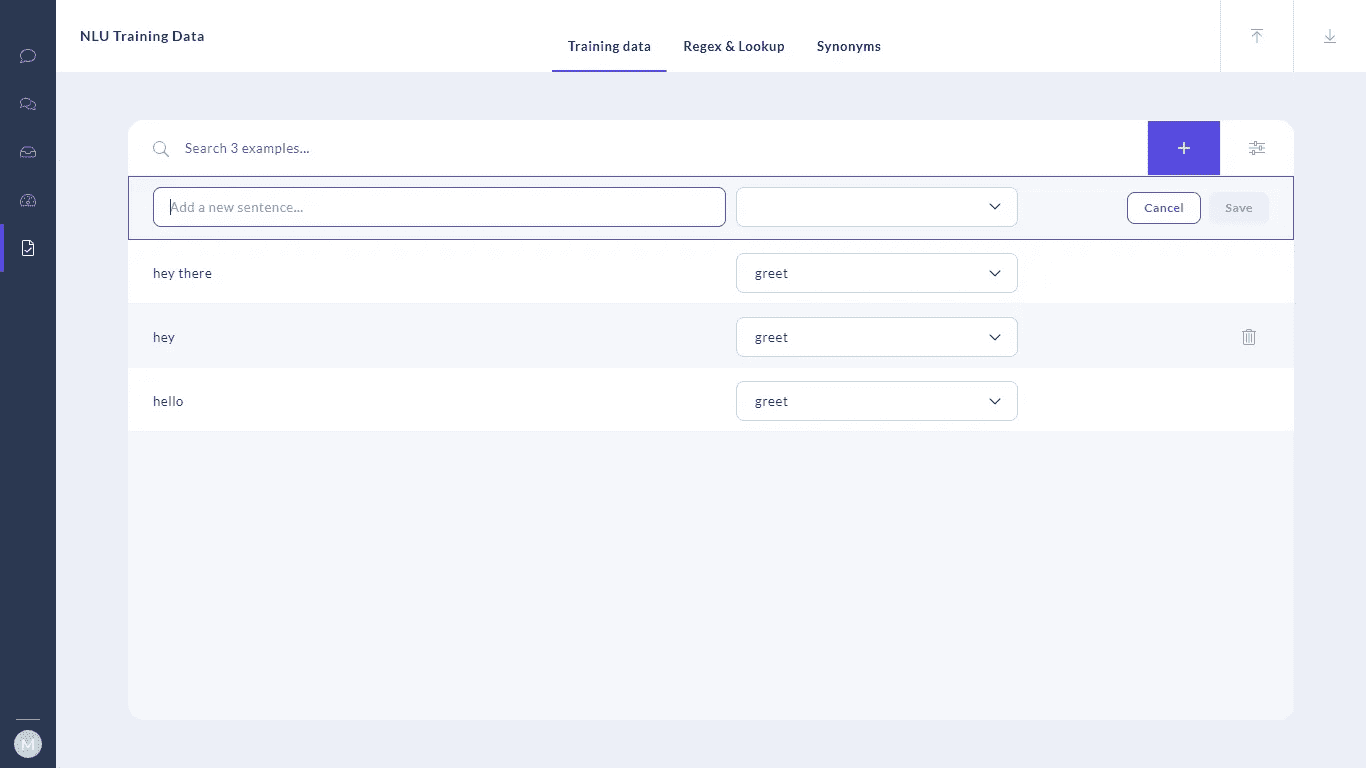 NLU Training Data
Training data
Regex & Lookup
Synonyms
Search 3 examples...
+
Add a new sentence...
Cancel
Save
hey there
greet
hey
greet
hello
greet
M